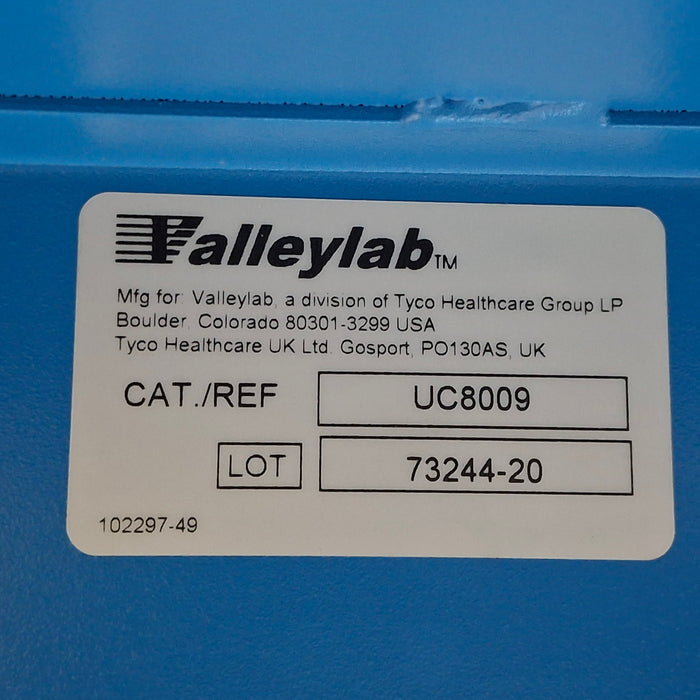 Valleylab™
Mfg for: Valleylab, a division of Tyco Healthcare Group LP
Boulder, Colorado 80301-3299 USA
Tyco Healthcare UK Ltd. Gosport, PO130AS, UK
CAT./REF UC8009
LOT 73244-20
102297-49